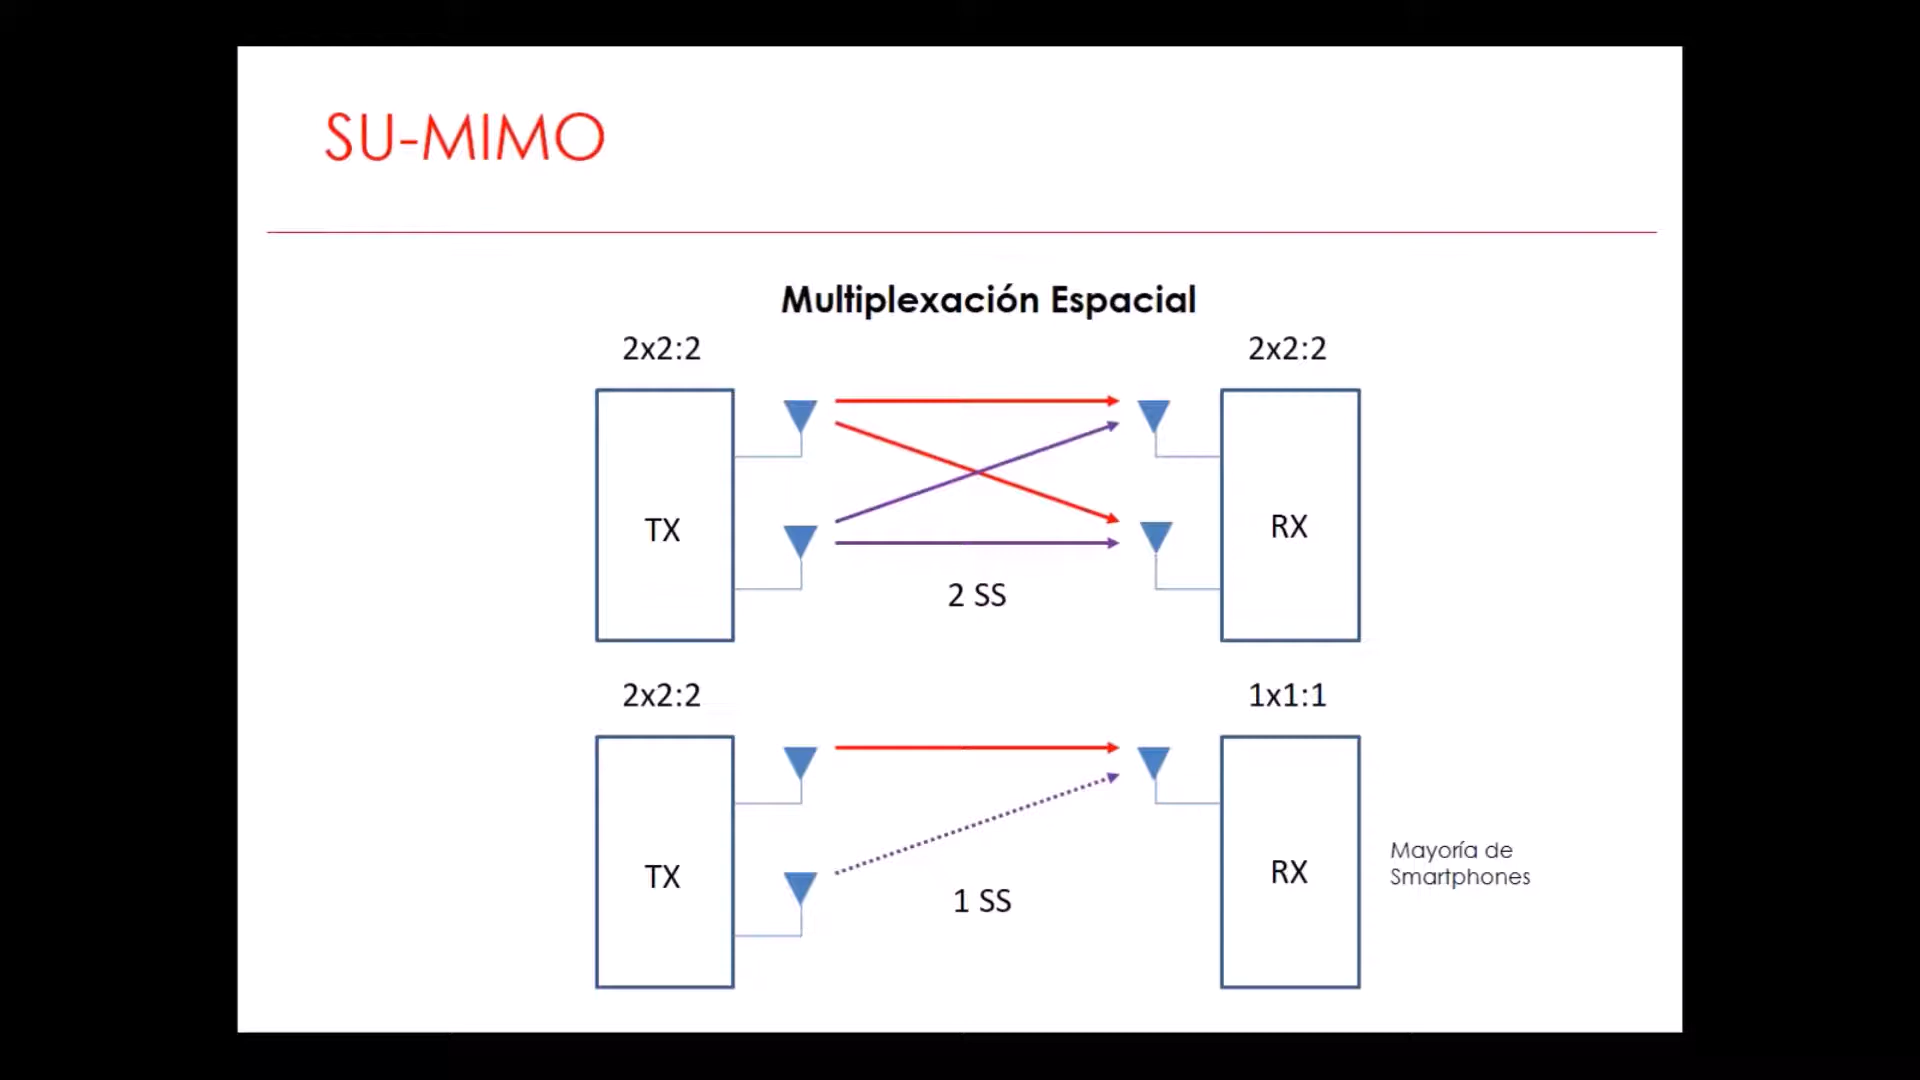 SU-MIMO
Multiplexación Espacial
2x2:2
2x2:2
TX
RX
2 SS
2x2:2
1x1:1
TX
RX
1 SS
Mayoría de
Smartphones